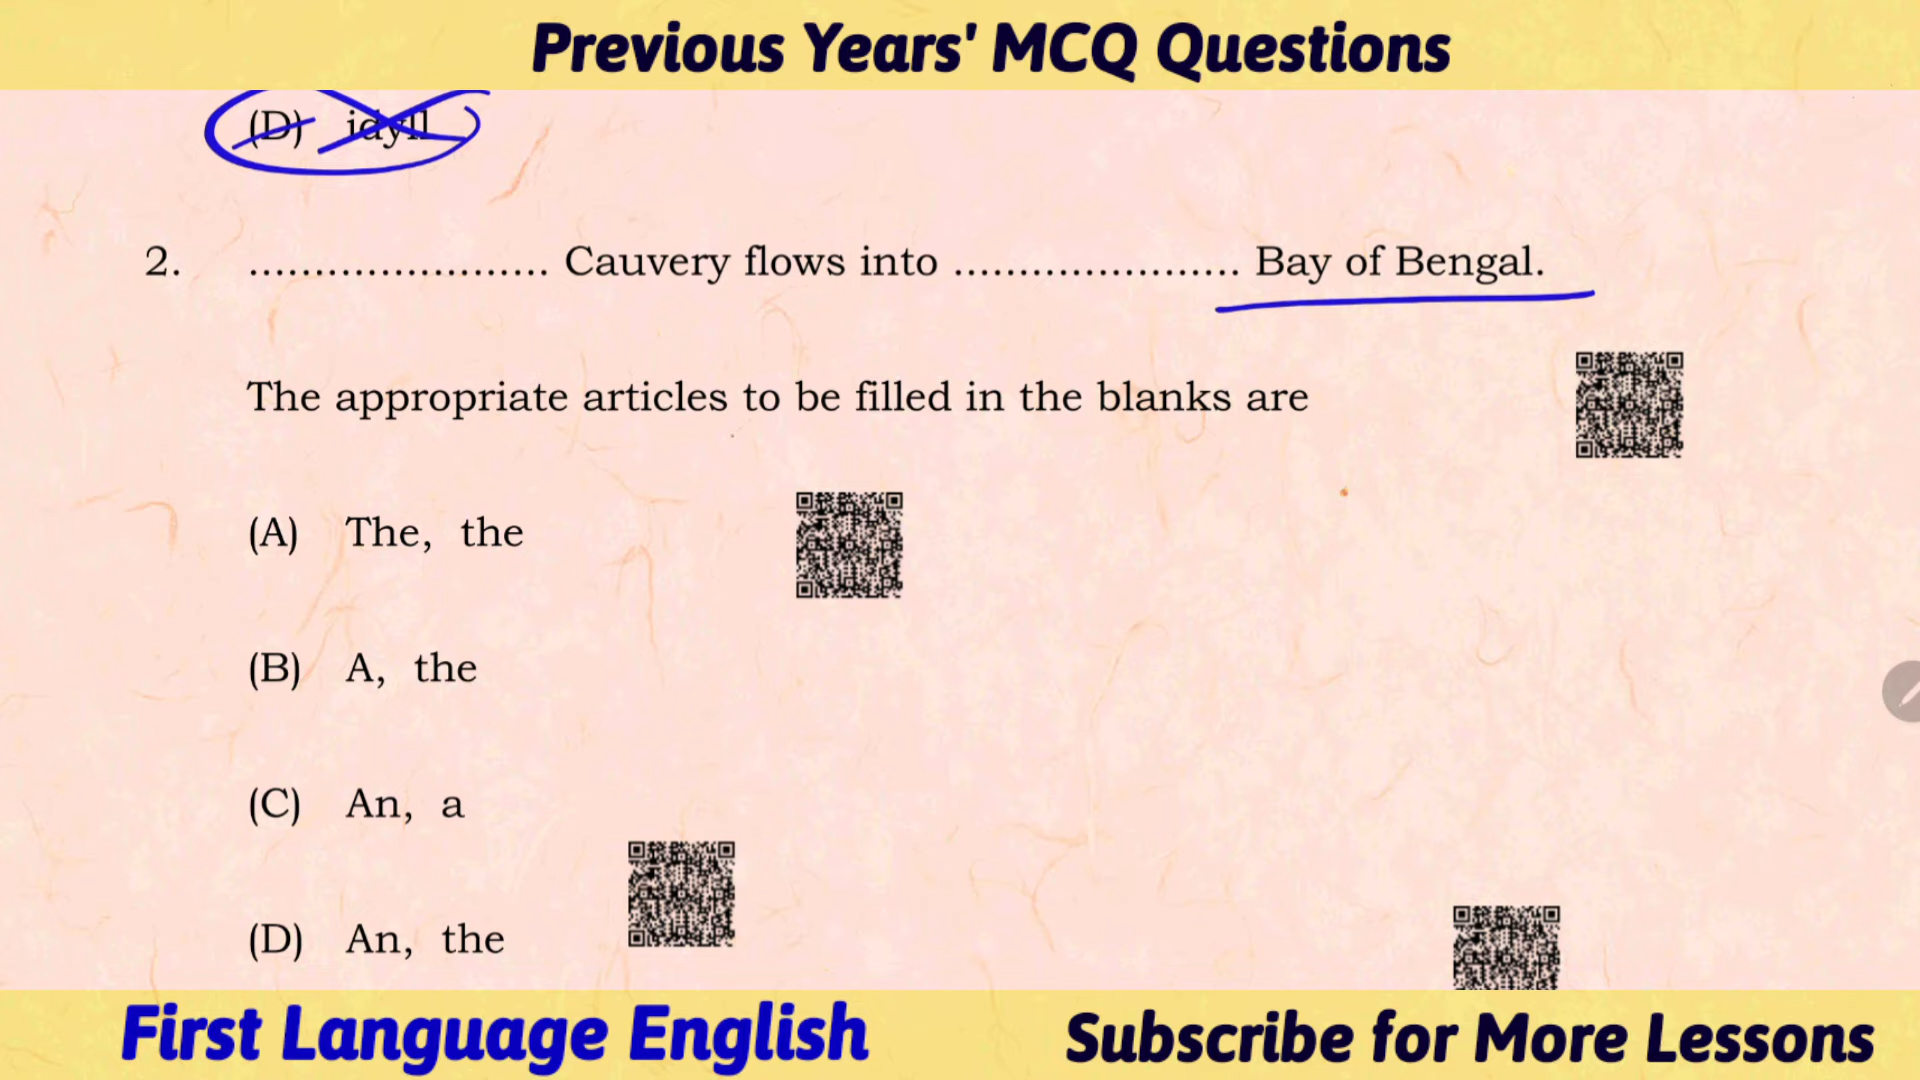 Previous Years' MCQ Questions
(D) idyll
2. ....................... Cauvery flows into ...................... Bay of Bengal.
The appropriate articles to be filled in the blanks are
(A) The, the
(B) A, the
(C) An, a
(D) An, the
First Language English
Subscribe for More Lessons